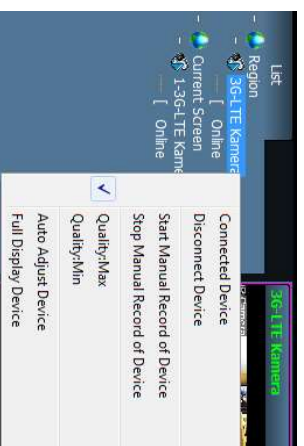 List
Region
3G-LTE Kamera
[ Online
Current Screen
1-3G-LTE Kame
[ Online
3G-LTE Kamera
Connected Device
Disconnect Device
Start Manual Record of Device
Stop Manual Record of Device
Quality:Max
Quality:Min
Auto Adjust Device
Full Display Device